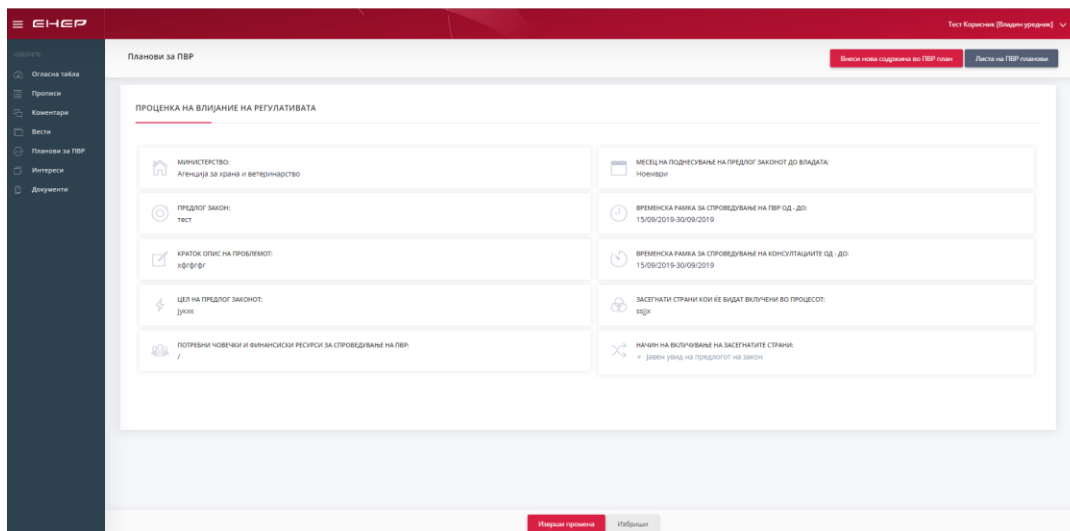 ЕНЕР
Тест Корисник [Владин уредник]
ИЗБЕРЕТЕ
Огласна табла
Прописи
Коментари
Вести
Планови за ПВР
Интереси
Документи
Планови за ПВР
Внеси нова содржина во ПВР план
Листа на ПВР планови
ПРОЦЕНКА НА ВЛИЈАНИЕ НА РЕГУЛАТИВАТА
МИНИСТЕРСТВО:
Агенција за храна и ветеринарство
МЕСЕЦ НА ПОДНЕСУВАЊЕ НА ПРЕДЛОГ ЗАКОНОТ ДО ВЛАДАТА:
Ноември
ПРЕДЛОГ ЗАКОН:
тест
ВРЕМЕНСКА РАМКА ЗА СПРОВЕДУВАЊЕ НА ПВР ОД - ДО:
15/09/2019-30/09/2019
КРАТОК ОПИС НА ПРОБЛЕМОТ:
хфгфгфг
ВРЕМЕНСКА РАМКА ЗА СПРОВЕДУВАЊЕ НА КОНСУЛТАЦИИТЕ ОД - ДО:
15/09/2019-30/09/2019
ЦЕЛ НА ПРЕДЛОГ ЗАКОНОТ:
ЗАСЕГНАТИ СТРАНИ КОИ ЌЕ БИДАТ ВКЛУЧЕНИ ВО ПРОЦЕСОТ:
ssjjx
ПОТРЕБНИ ЧОВЕЧКИ И ФИНАНСИСКИ РЕСУРСИ ЗА СПРОВЕДУВАЊЕ НА ПВР:
/
НАЧИН НА ВКЛУЧУВАЊЕ НА ЗАСЕГНАТИТЕ СТРАНИ:
Јавен увид на предлогот на закон
Изврши промена
Избриши